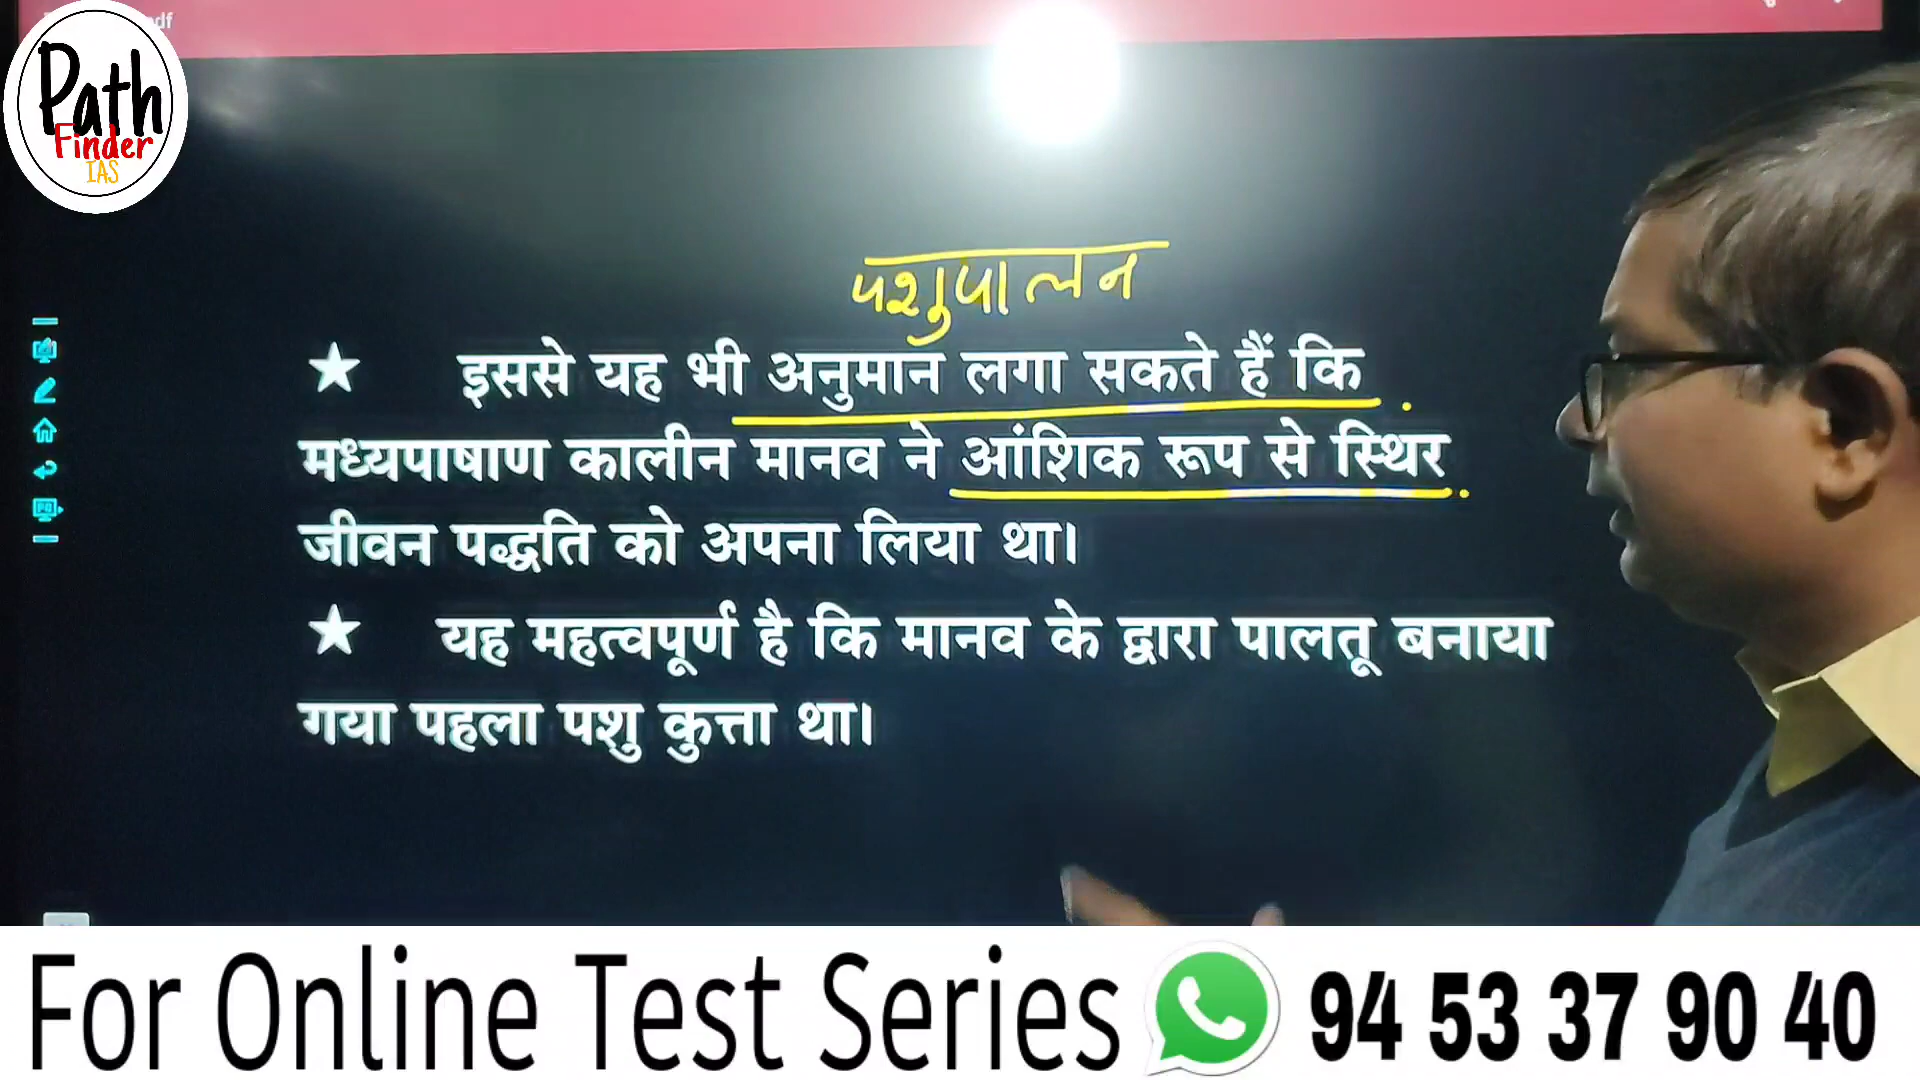 Path
Finder
IAS
df
पशुपालन
★ इससे यह भी अनुमान लगा सकते हैं कि
मध्यपाषाण कालीन मानव ने आंशिक रूप से स्थिर
जीवन पद्धति को अपना लिया था।
★ यह महत्वपूर्ण है कि मानव के द्वारा पालतू बनाया
गया पहला पशु कुत्ता था।
For Online Test Series 94 53 37 90 40